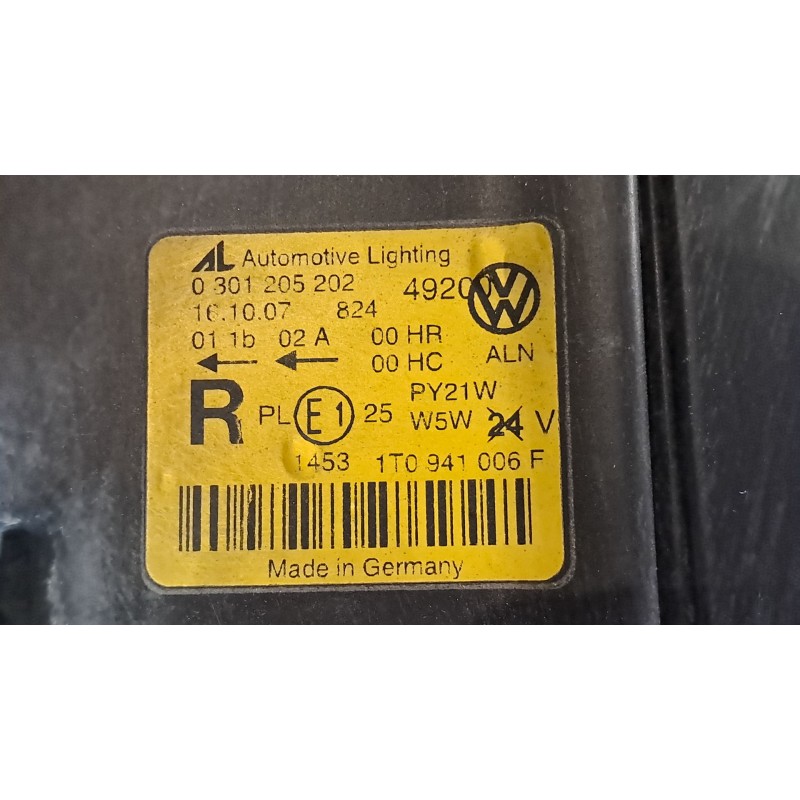 AL Automotive Lighting
0 301 205 202
16.10.07 824
01 1b 02 A 00 HR
00 HC
ALN
R PL E1 25 PY21W
W5W 24 V
1453 1T0 941 006 F
Made in Germany